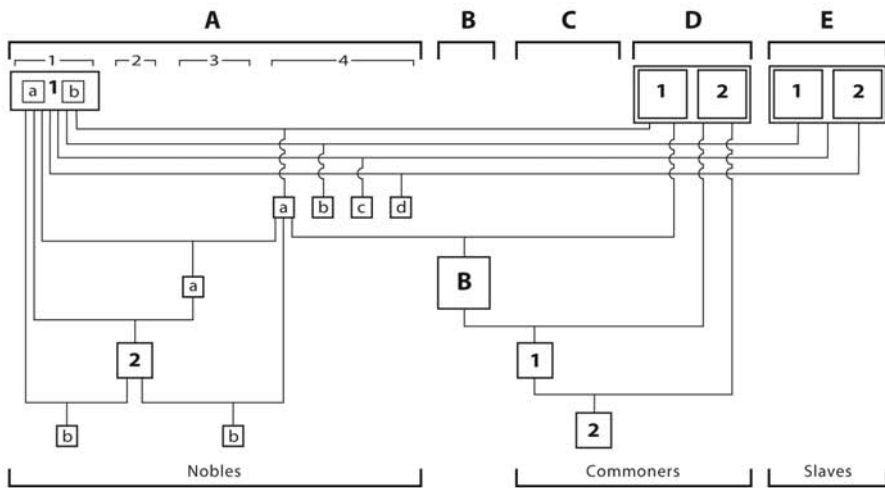 A B C D E
1 2 3 4
a 1 b 1 2 1 2
a b c d
a B
2 1
b b 2
Nobles Commoners Slaves